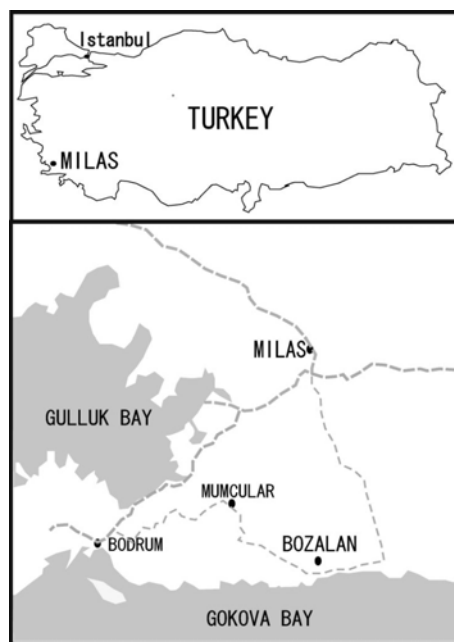 Istanbul
TURKEY
MILAS
MILAS
GULLUK BAY
MUMCULAR
BODRUM
BOZALAN
GOKOVA BAY